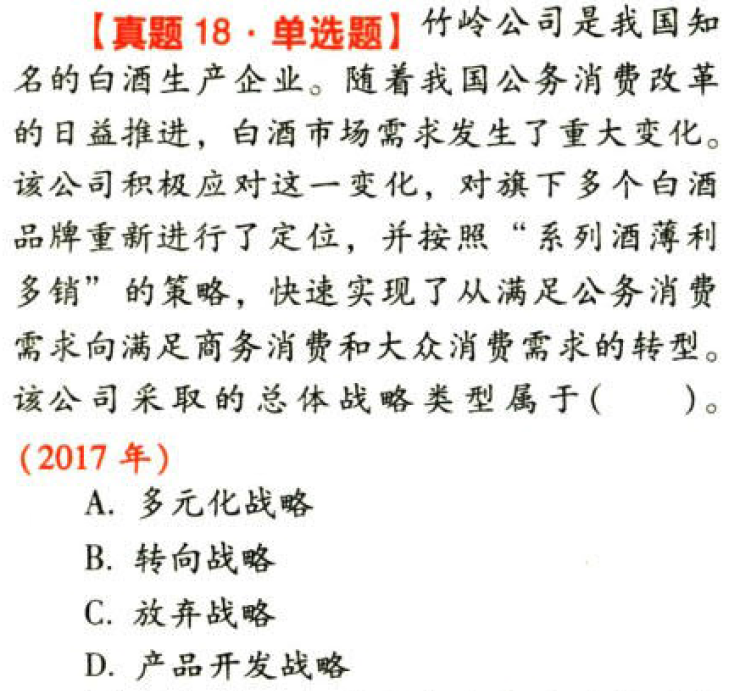 【真题 18 · 单选题】竹岭公司是我国知
名的白酒生产企业。随着我国公务消费改革
的日益推进，白酒市场需求发生了重大变化。
该公司积极应对这一变化，对旗下多个白酒
品牌重新进行了定位，并按照“系列酒薄利
多销”的策略，快速实现了从满足公务消费
需求向满足商务消费和大众消费需求的转型。
该公司采取的总体战略类型属于(　　)。
(2017 年)
A. 多元化战略
B. 转向战略
C. 放弃战略
D. 产品开发战略